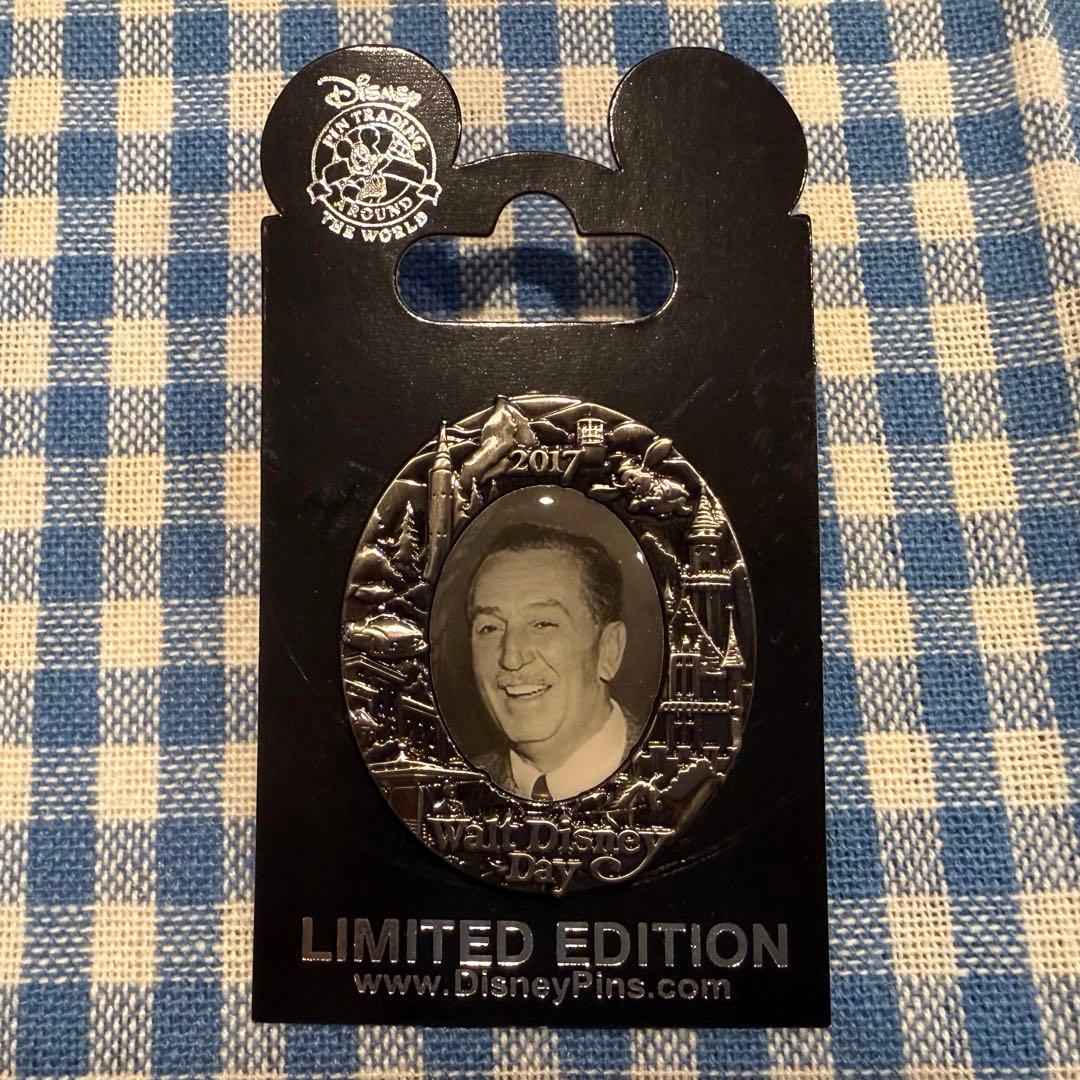 Disney
PIN TRADING
AROUND
THE WORLD
2017
Walt Disney
Day
LIMITED EDITION
www.DisneyPins.com